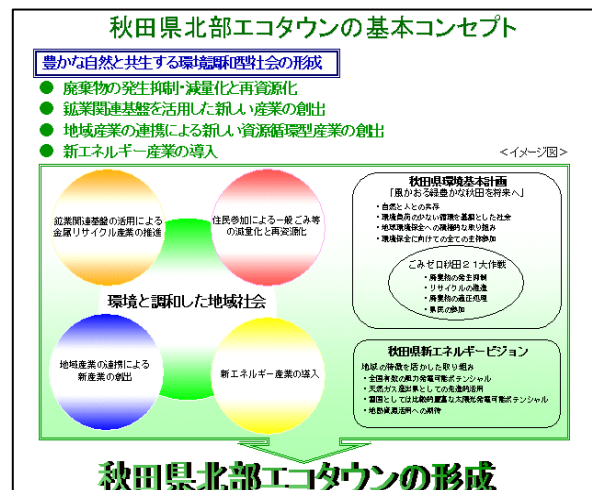 秋田県北部エコタウンの基本コンセプト
豊かな自然と共生する環境調和型社会の形成
● 廃棄物の発生抑制・減量化と再資源化
● 鉱業関連基盤を活用した新しい産業の創出
● 地域産業の連携による新しい資源循環型産業の創出
● 新エネルギー産業の導入
＜イメージ図＞
鉱業関連基盤の活用による
金属リサイクル産業の推進
住民参加による一般ごみ等
の減量化と再資源化
環境と調和した地域社会
地域産業の連携による
新産業の創出
新エネルギー産業の導入
秋田県環境基本計画
「風かおる緑豊かな秋田を将来へ」
・自然と人との共存
・環境負荷の少ない循環を基調とした社会
・地球環境保全への積極的な取り組み
・環境保全に向けての全ての主体参加
ごみゼロ秋田２１大作戦
・廃棄物の発生抑制
・リサイクルの推進
・廃棄物の適正処理
・県民の参加
秋田県新エネルギービジョン
地域の特徴を活かした取り組み
・全国有数の風力発電可能ポテンシャル
・天然ガス産出県としての先進的活用
・雪国としては比較的豊富な太陽光発電可能ポテンシャル
・地熱資源活用への期待
秋田県北部エコタウンの形成